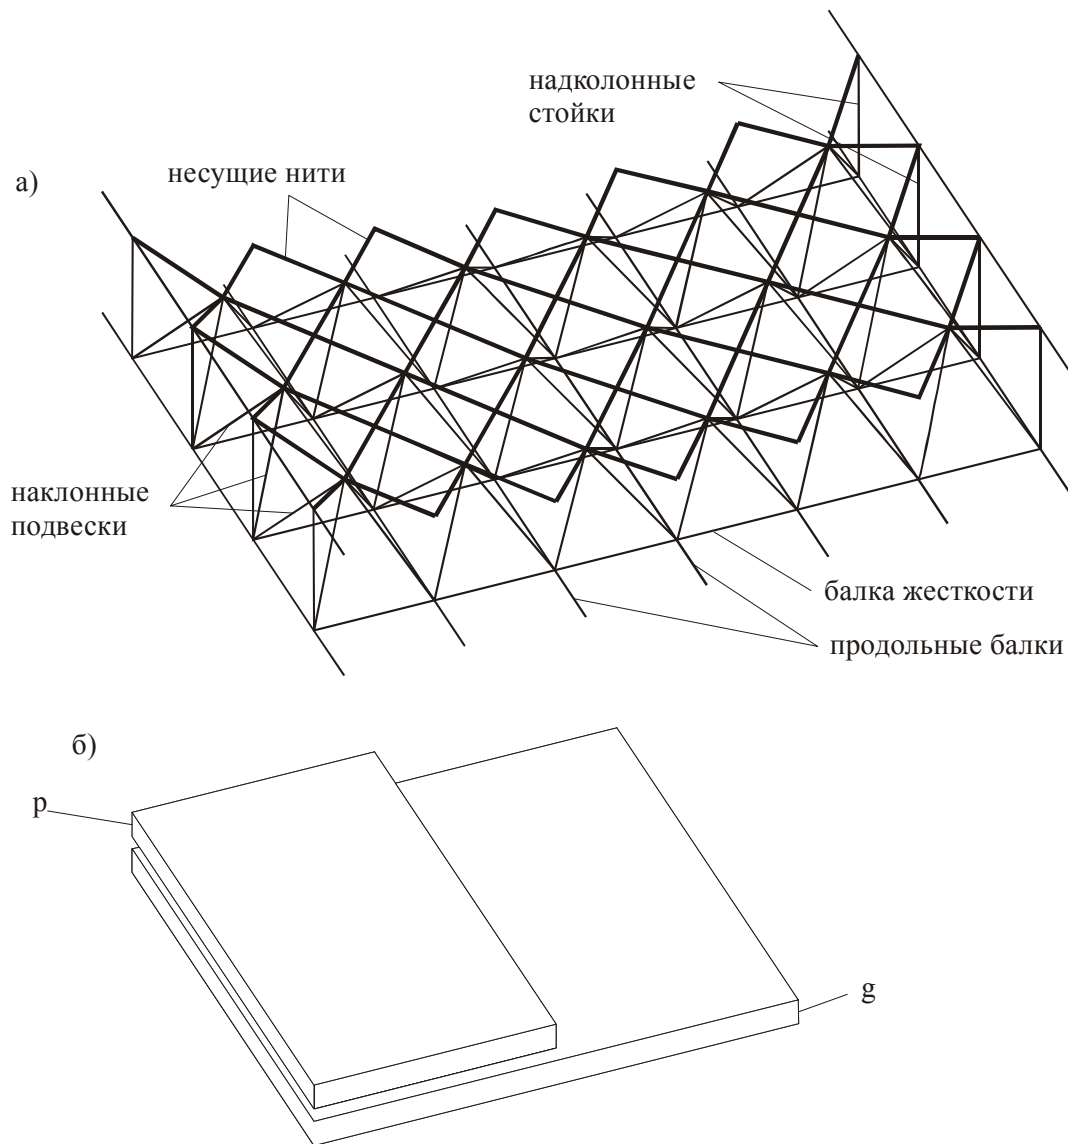 надколонные
стойки
а)
несущие нити
наклонные
подвески
балка жесткости
продольные балки
б)
p
g